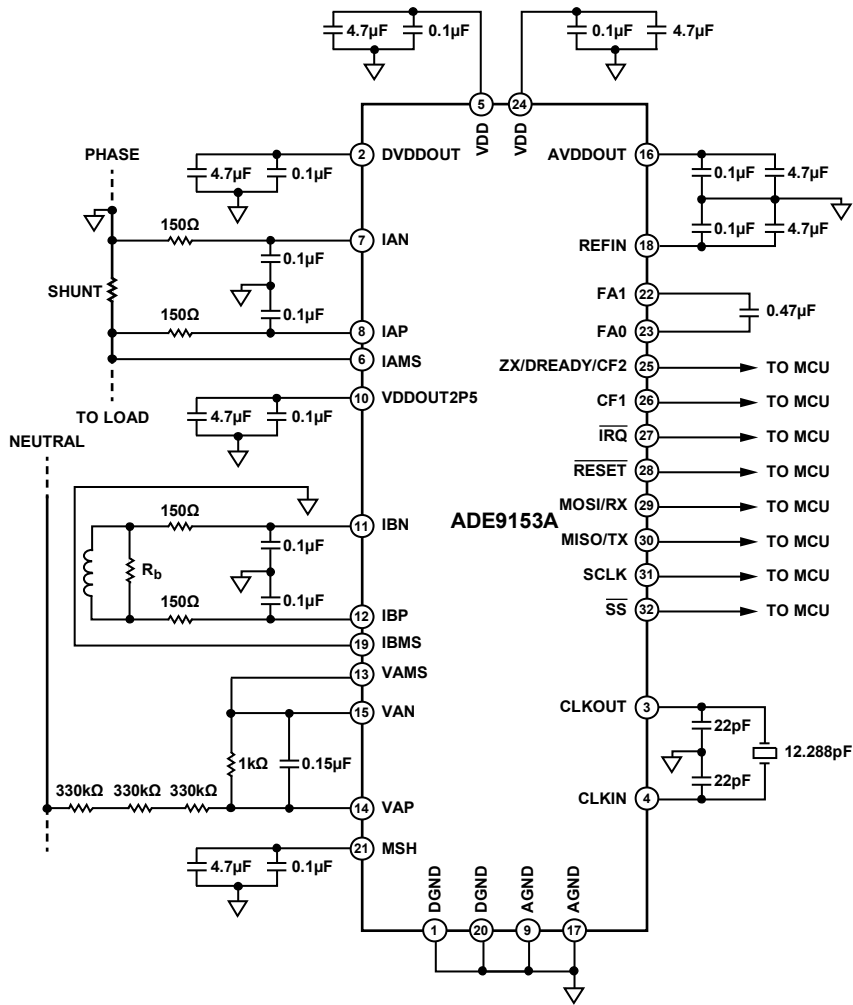 4.7µF 0.1µF 0.1µF 4.7µF
5 24
VDD VDD
PHASE
2 DVDDOUT AVDDOUT 16
4.7µF 0.1µF 0.1µF 4.7µF
150Ω
7 IAN
0.1µF 4.7µF
REFIN 18
0.1µF
SHUNT
0.1µF
FA1 22
0.47µF
150Ω
8 IAP FA0 23
6 IAMS
ZX/DREADY/CF2 25 TO MCU
10 VDDOUT2P5
CF1 26 TO MCU
TO LOAD
4.7µF 0.1µF
NEUTRAL
IRQ 27 TO MCU
RESET 28 TO MCU
MOSI/RX 29 TO MCU
150Ω
11 IBN
ADE9153A
MISO/TX 30 TO MCU
0.1µF
Rb
SCLK 31 TO MCU
0.1µF
150Ω
12 IBP
SS 32 TO MCU
19 IBMS
13 VAMS
15 VAN
CLKOUT 3
22pF
1kΩ 0.15µF
12.288pF
22pF
330kΩ 330kΩ 330kΩ
14 VAP
CLKIN 4
21 MSH
4.7µF 0.1µF
DGND DGND AGND AGND
1 20 9 17